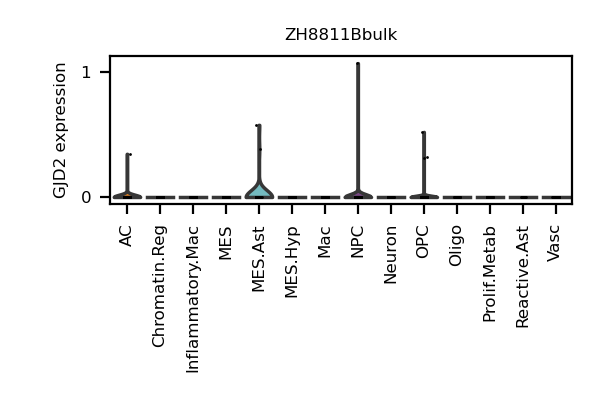 ZH8811Bbulk
GJD2 expression
1
0
AC
Chromatin.Reg
Inflammatory.Mac
MES
MES.Ast
MES.Hyp
Mac
NPC
Neuron
OPC
Oligo
Prolif.Metab
Reactive.Ast
Vasc